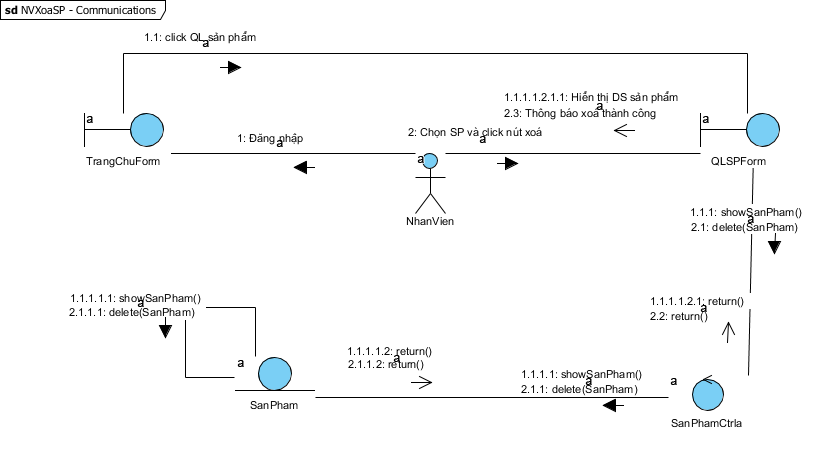 sd NVXoaSP - Communications
1.1: click QL sản phẩm
a
1.1.1.1.2.1.1: Hiển thị DS sản phẩm
a
2.3: Thông báo xoá thành công
a
a
TrangChuForm
1: Đăng nhập
a
2: Chọn SP và click nút xoá
a
a
QLSPForm
NhanVien
1.1.1: showSanPham()
a
2.1: delete(SanPham)
1.1.1.1.1: showSanPham()
a
2.1.1.1: delete(SanPham)
1.1.1.1.2.1: return()
a
2.2: return()
1.1.1.1.2: return()
a
2.1.1.2: return()
a
SanPham
1.1.1.1: showSanPham()
a
2.1.1: delete(SanPham)
a
SanPhamCtrla